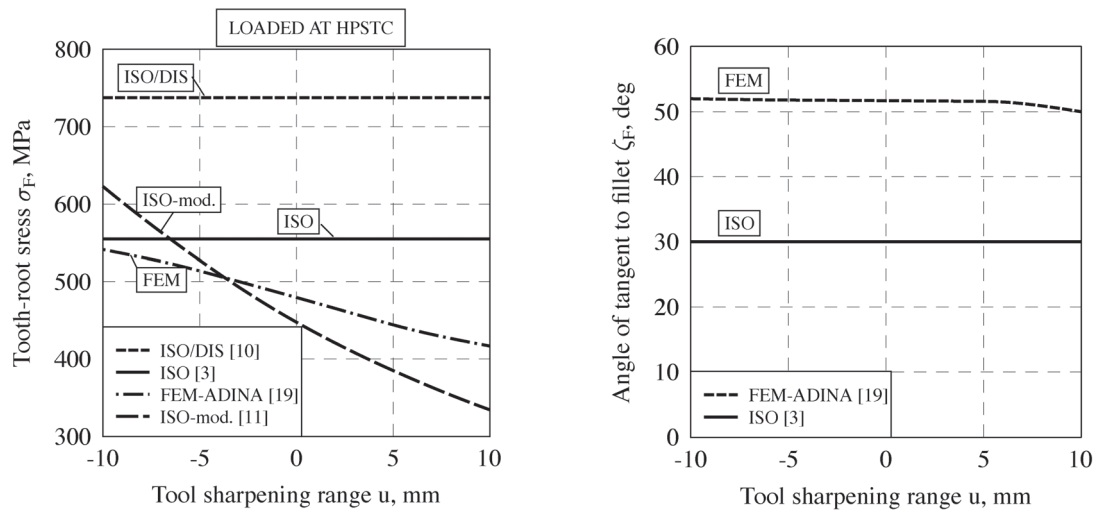 LOADED AT HPSTC
800
700
600
500
400
300
Tooth-root sress σF, MPa
ISO/DIS
ISO-mod.
ISO
FEM
ISO/DIS [10]
ISO [3]
FEM-ADINA [19]
ISO-mod. [11]
-10 -5 0 5 10
Tool sharpening range u, mm
60
50
40
30
20
10
0
Angle of tangent to fillet ζF, deg
FEM
ISO
FEM-ADINA [19]
ISO [3]
-10 -5 0 5 10
Tool sharpening range u, mm